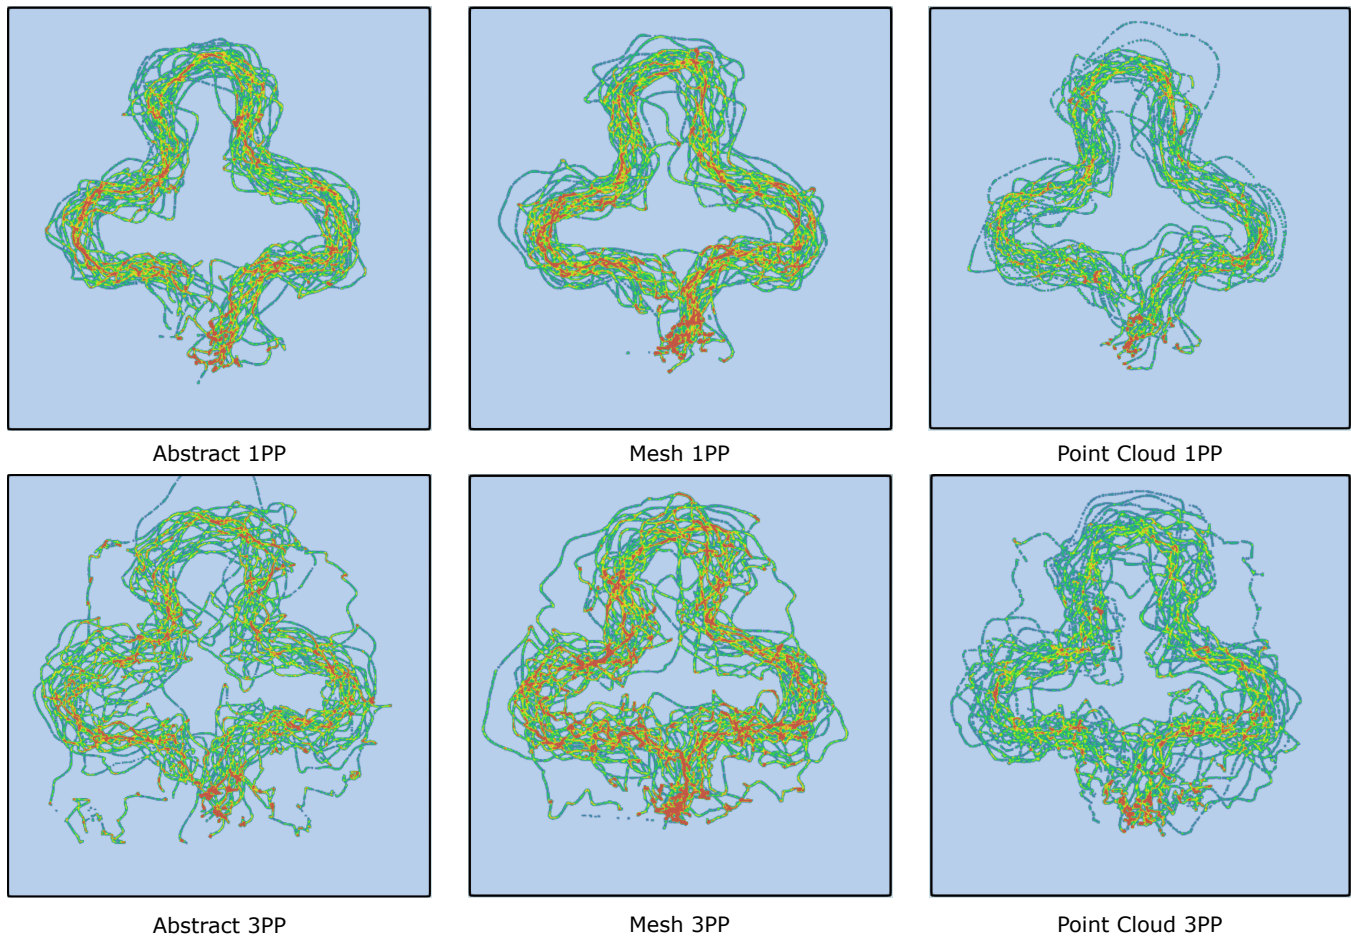 Abstract 1PP
Mesh 1PP
Point Cloud 1PP
Abstract 3PP
Mesh 3PP
Point Cloud 3PP